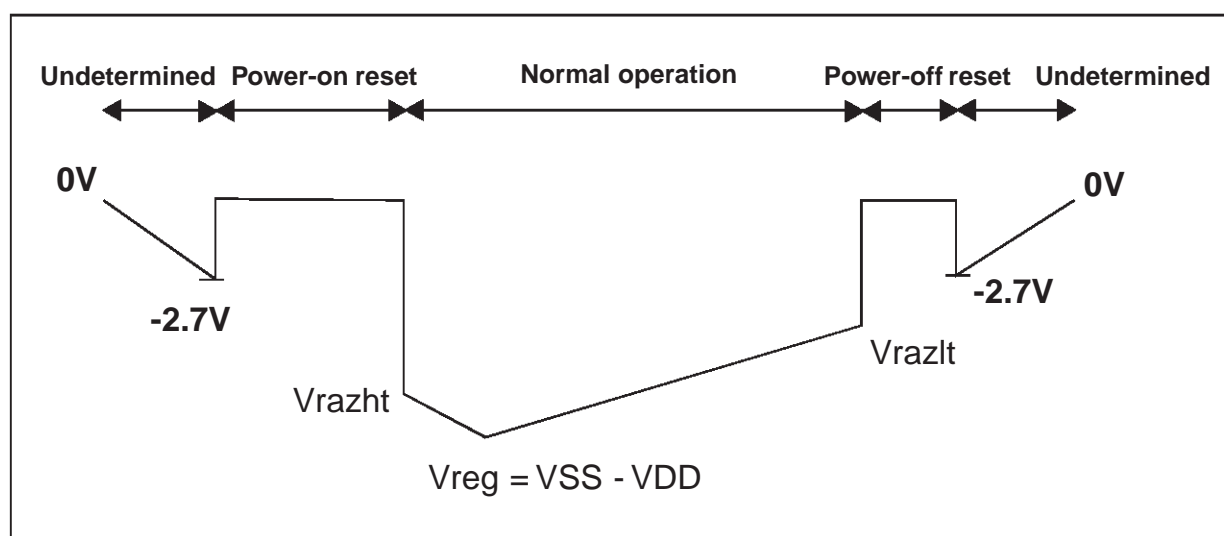 Undetermined
Power-on reset
Normal operation
Power-off reset
Undetermined
0V
0V
-2.7V
-2.7V
Vrazlt
Vrazht
Vreg = VSS - VDD